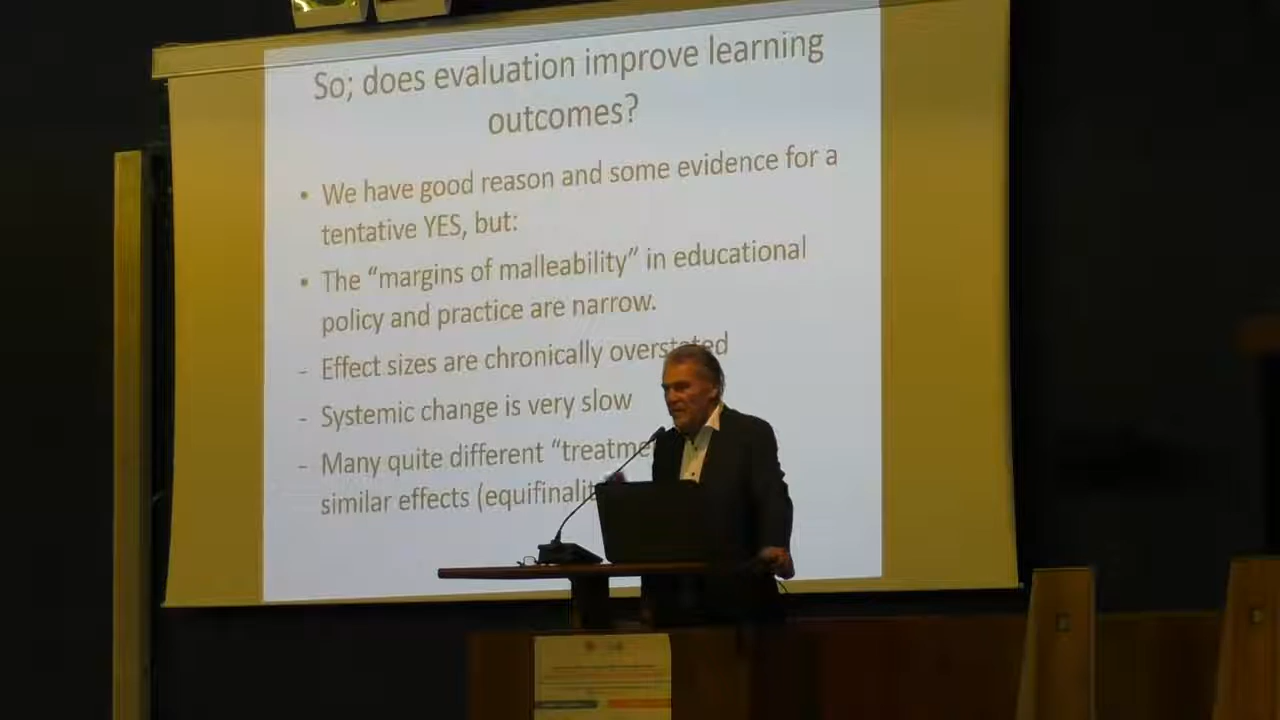 So; does evaluation improve learning
outcomes?
• We have good reason and some evidence for a
tentative YES, but:
• The “margins of malleability” in educational
policy and practice are narrow.
- Effect sizes are chronically overstated
- Systemic change is very slow
- Many quite different “treatme
similar effects (equifinalit